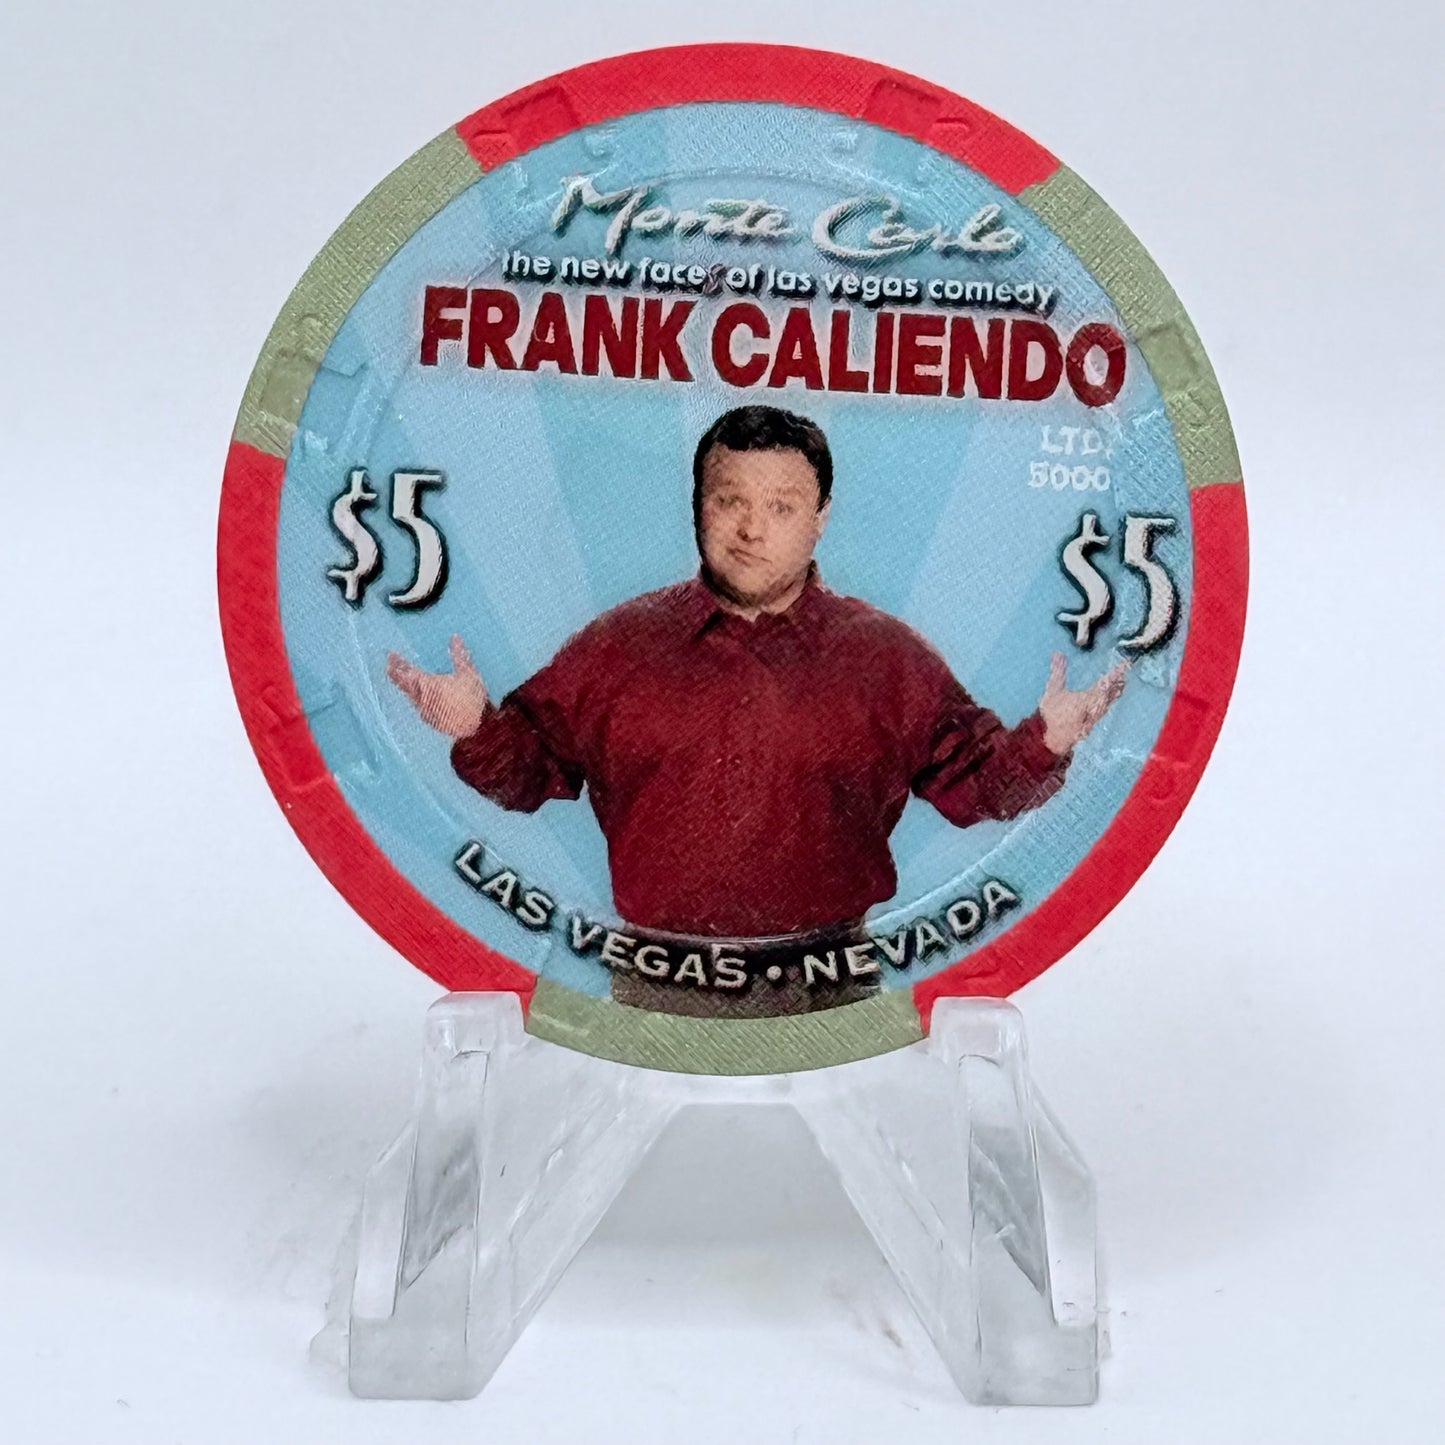 Monte Carlo
the new faces of las vegas comedy
FRANK CALIENDO
LTD.
5000
$5
$5
LAS VEGAS • NEVADA